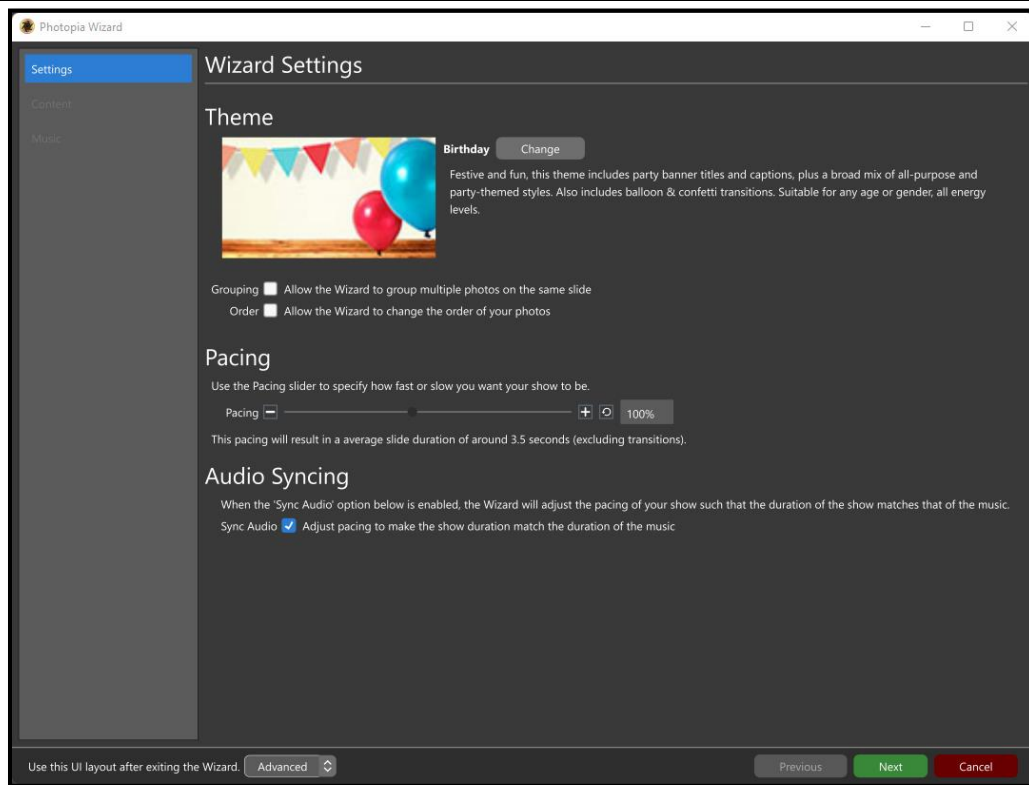 Photopia Wizard
Settings
Content
Music
Wizard Settings
Theme
Birthday Change
Festive and fun, this theme includes party banner titles and captions, plus a broad mix of all-purpose and
party-themed styles. Also includes balloon & confetti transitions. Suitable for any age or gender, all energy
levels.
Grouping Allow the Wizard to group multiple photos on the same slide
Order Allow the Wizard to change the order of your photos
Pacing
Use the Pacing slider to specify how fast or slow you want your show to be.
Pacing 100%
This pacing will result in a average slide duration of around 3.5 seconds (excluding transitions).
Audio Syncing
When the 'Sync Audio' option below is enabled, the Wizard will adjust the pacing of your show such that the duration of the show matches that of the music.
Sync Audio Adjust pacing to make the show duration match the duration of the music
Use this UI layout after exiting the Wizard. Advanced Previous Next Cancel